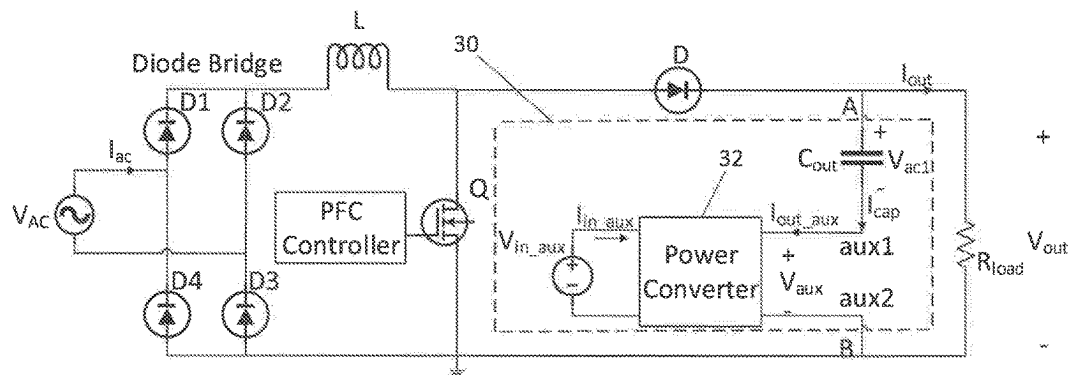 L
30
Diode Bridge
D
I_out
D1
D2
A
+
I_ac
C_out
V_ac1
32
-
+
Q
I_cap
V_AC
PFC
Controller
I_in_aux
I_out_aux
V_in_aux
+
-
Power
Converter
+
V_aux
-
aux1
aux2
R_load
V_out
D4
D3
B
-